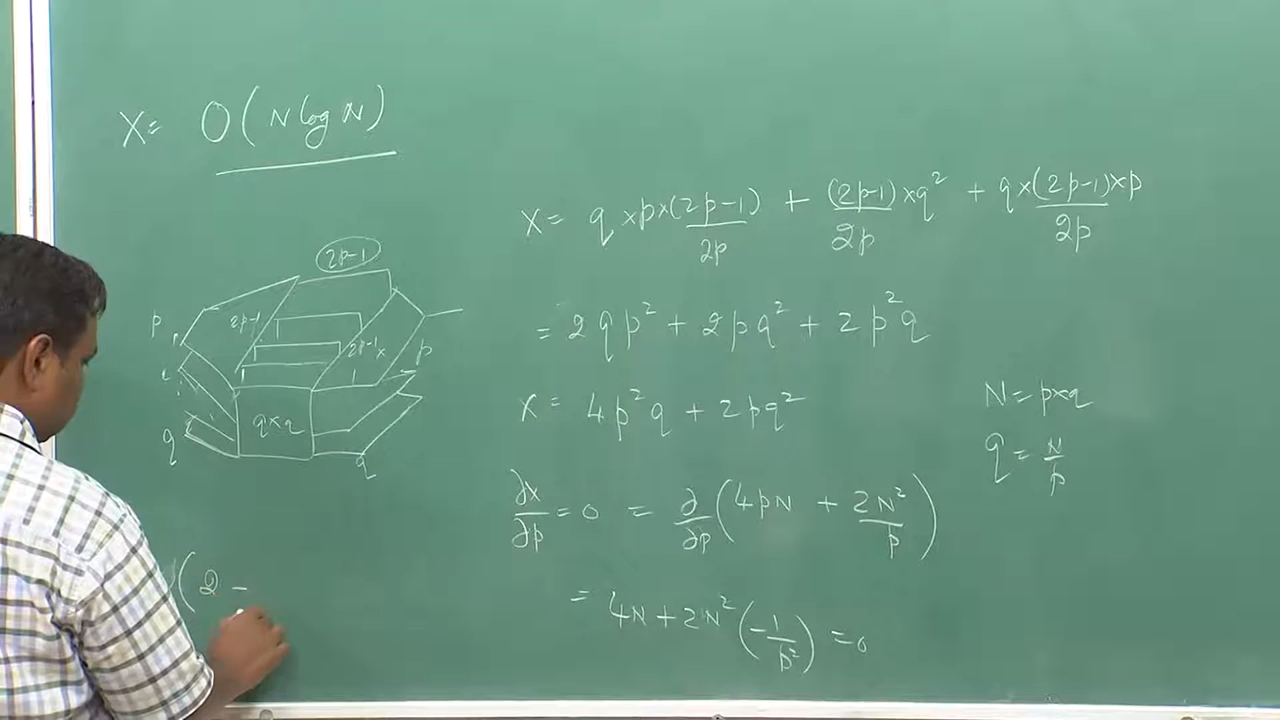 X= O(N log N)
X= q×p×(2p-1) + (2p-1)×q² + q×(2p-1)×p
2p 2p 2p
= 2qp² + 2pq² + 2p²q
X= 4p²q + 2pq²
N= p×q
q= N/p
∂x/∂p = 0 = ∂/∂p (4pN + 2N²/p)
= 4N + 2N² (-1/p²) = 0
2p-1
p
2p-1
2p-1 x
p
q×q
q
q
(2 -